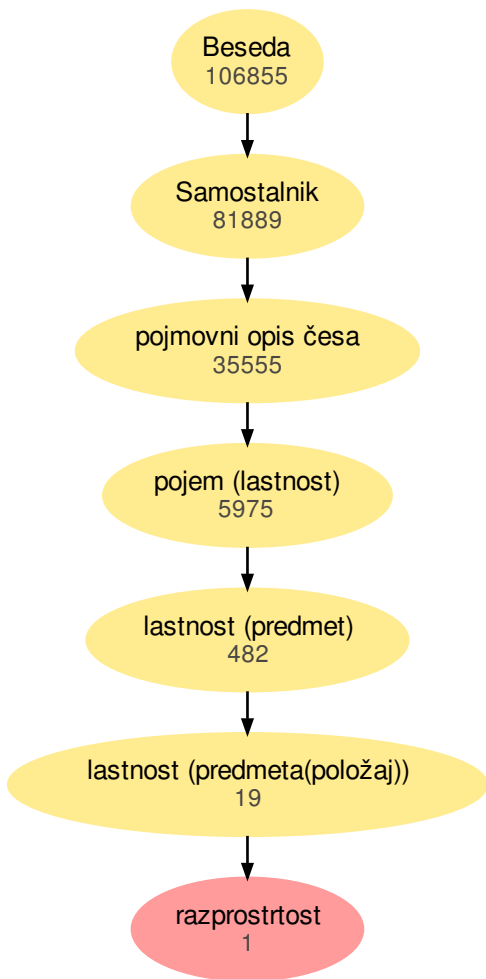 Beseda
106855
Samostalnik
81889
pojmovni opis česa
35555
pojem (lastnost)
5975
lastnost (predmet)
482
lastnost (predmeta(položaj))
19
razprostrtost
1